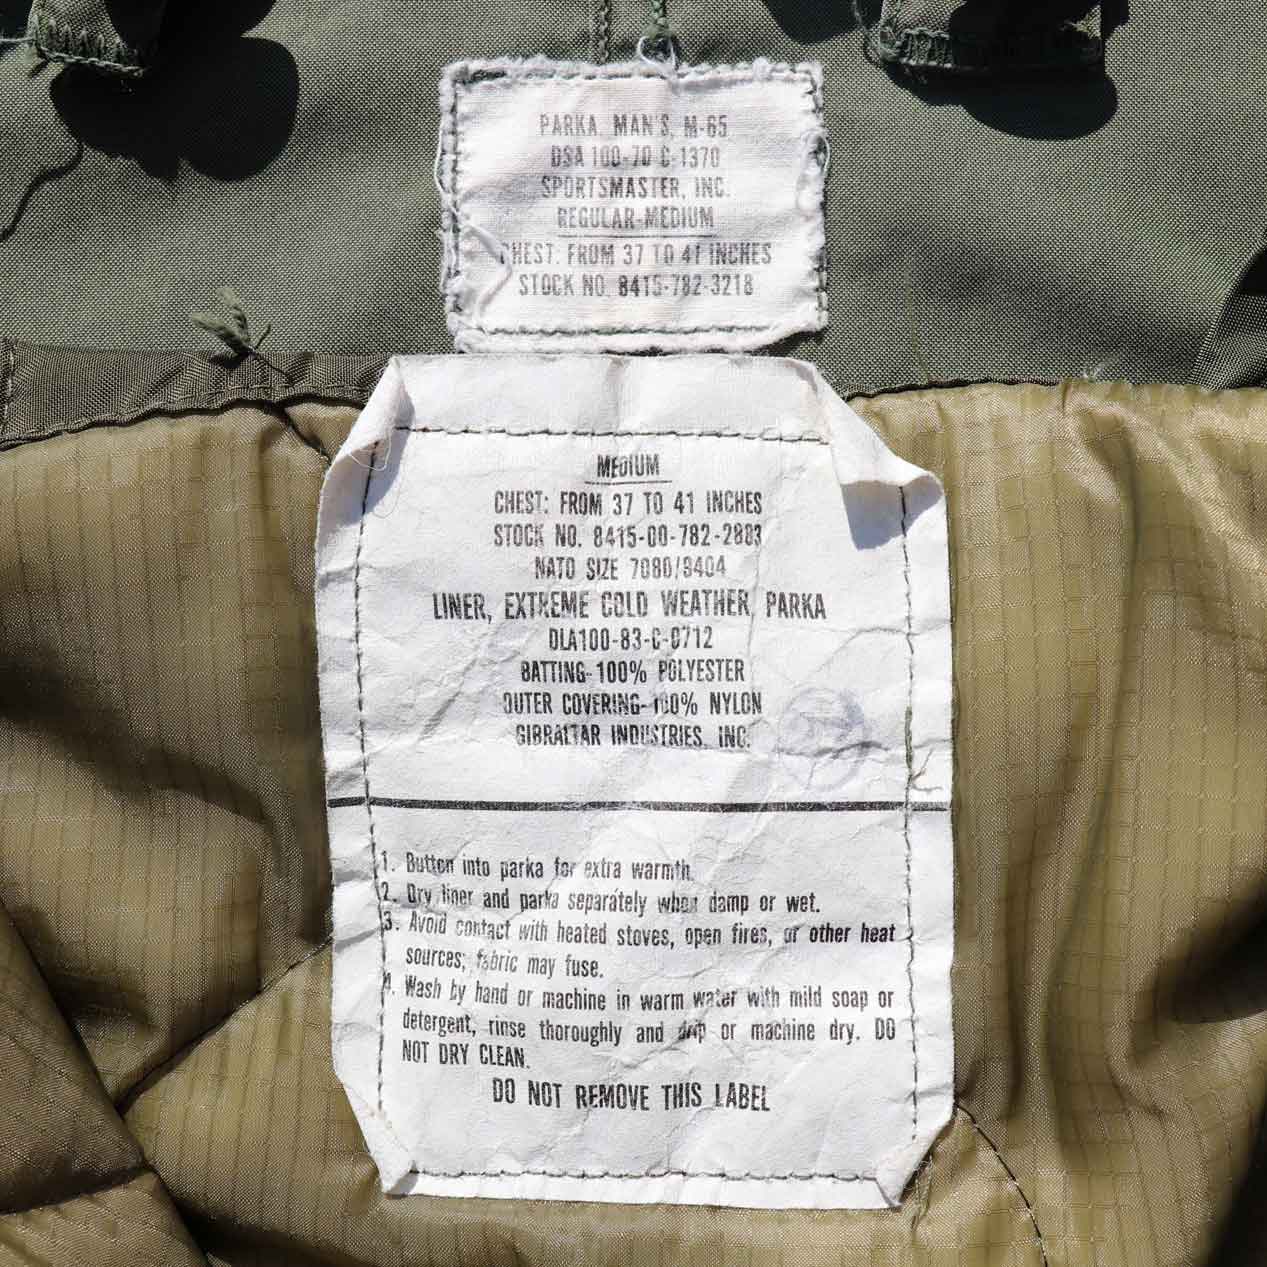 PARKA, MAN'S, M-65
DSA 100-70 C-1370
SPORTSMASTER, INC.
REGULAR-MEDIUM
CHEST: FROM 37 TO 41 INCHES
STOCK NO. 8415-782-3218
MEDIUM
CHEST: FROM 37 TO 41 INCHES
STOCK NO. 8415-00-782-2883
NATO SIZE 7080/9404
LINER, EXTREME COLD WEATHER, PARKA
DLA100-83-C-0712
BATTING-100% POLYESTER
OUTER COVERING-100% NYLON
GIBRALTAR INDUSTRIES, INC.
1. Button into parka for extra warmth.
2. Dry liner and parka separately when damp or wet.
3. Avoid contact with heated stoves, open fires, or other heat
sources; fabric may fuse.
4. Wash by hand or machine in warm water with mild soap or
detergent, rinse thoroughly and drip or machine dry. DO
NOT DRY CLEAN.
DO NOT REMOVE THIS LABEL